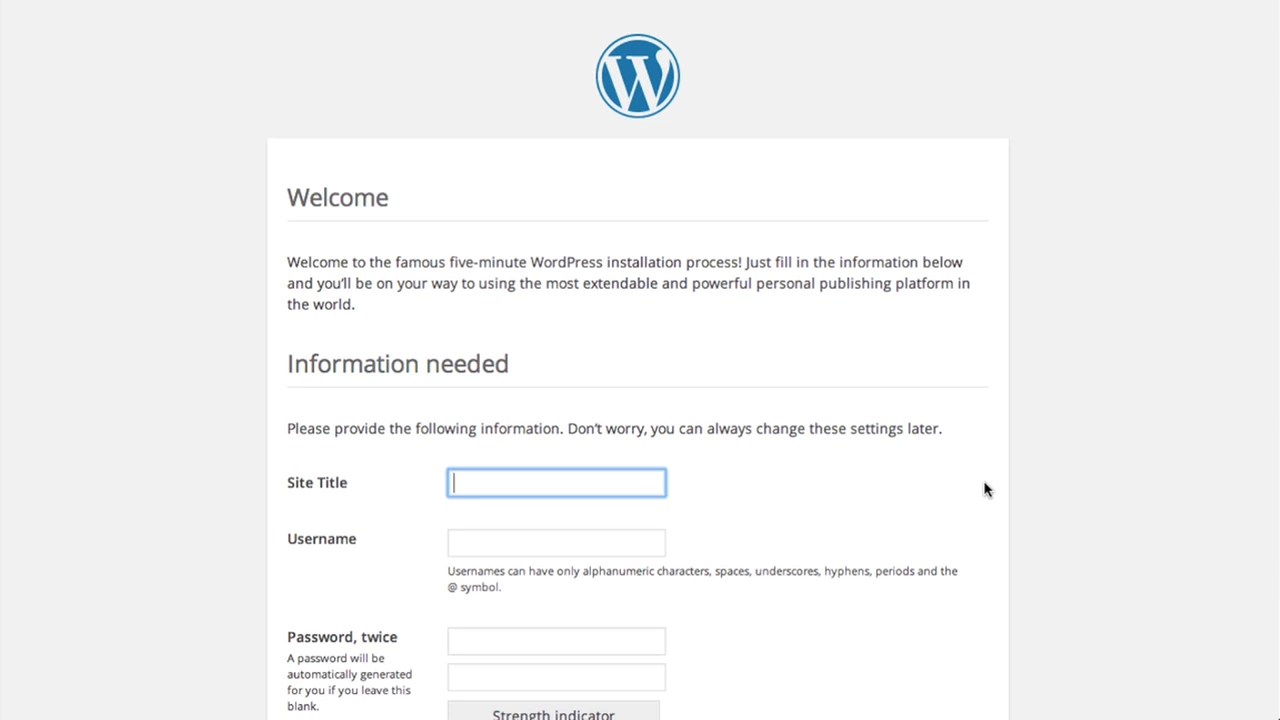 Welcome
Welcome to the famous five-minute WordPress installation process! Just fill in the information below
and you'll be on your way to using the most extendable and powerful personal publishing platform in
the world.
Information needed
Please provide the following information. Don't worry, you can always change these settings later.
Site Title
Username
Usernames can have only alphanumeric characters, spaces, underscores, hyphens, periods and the
@ symbol.
Password, twice
A password will be
automatically generated
for you if you leave this
blank.
Strength indicator